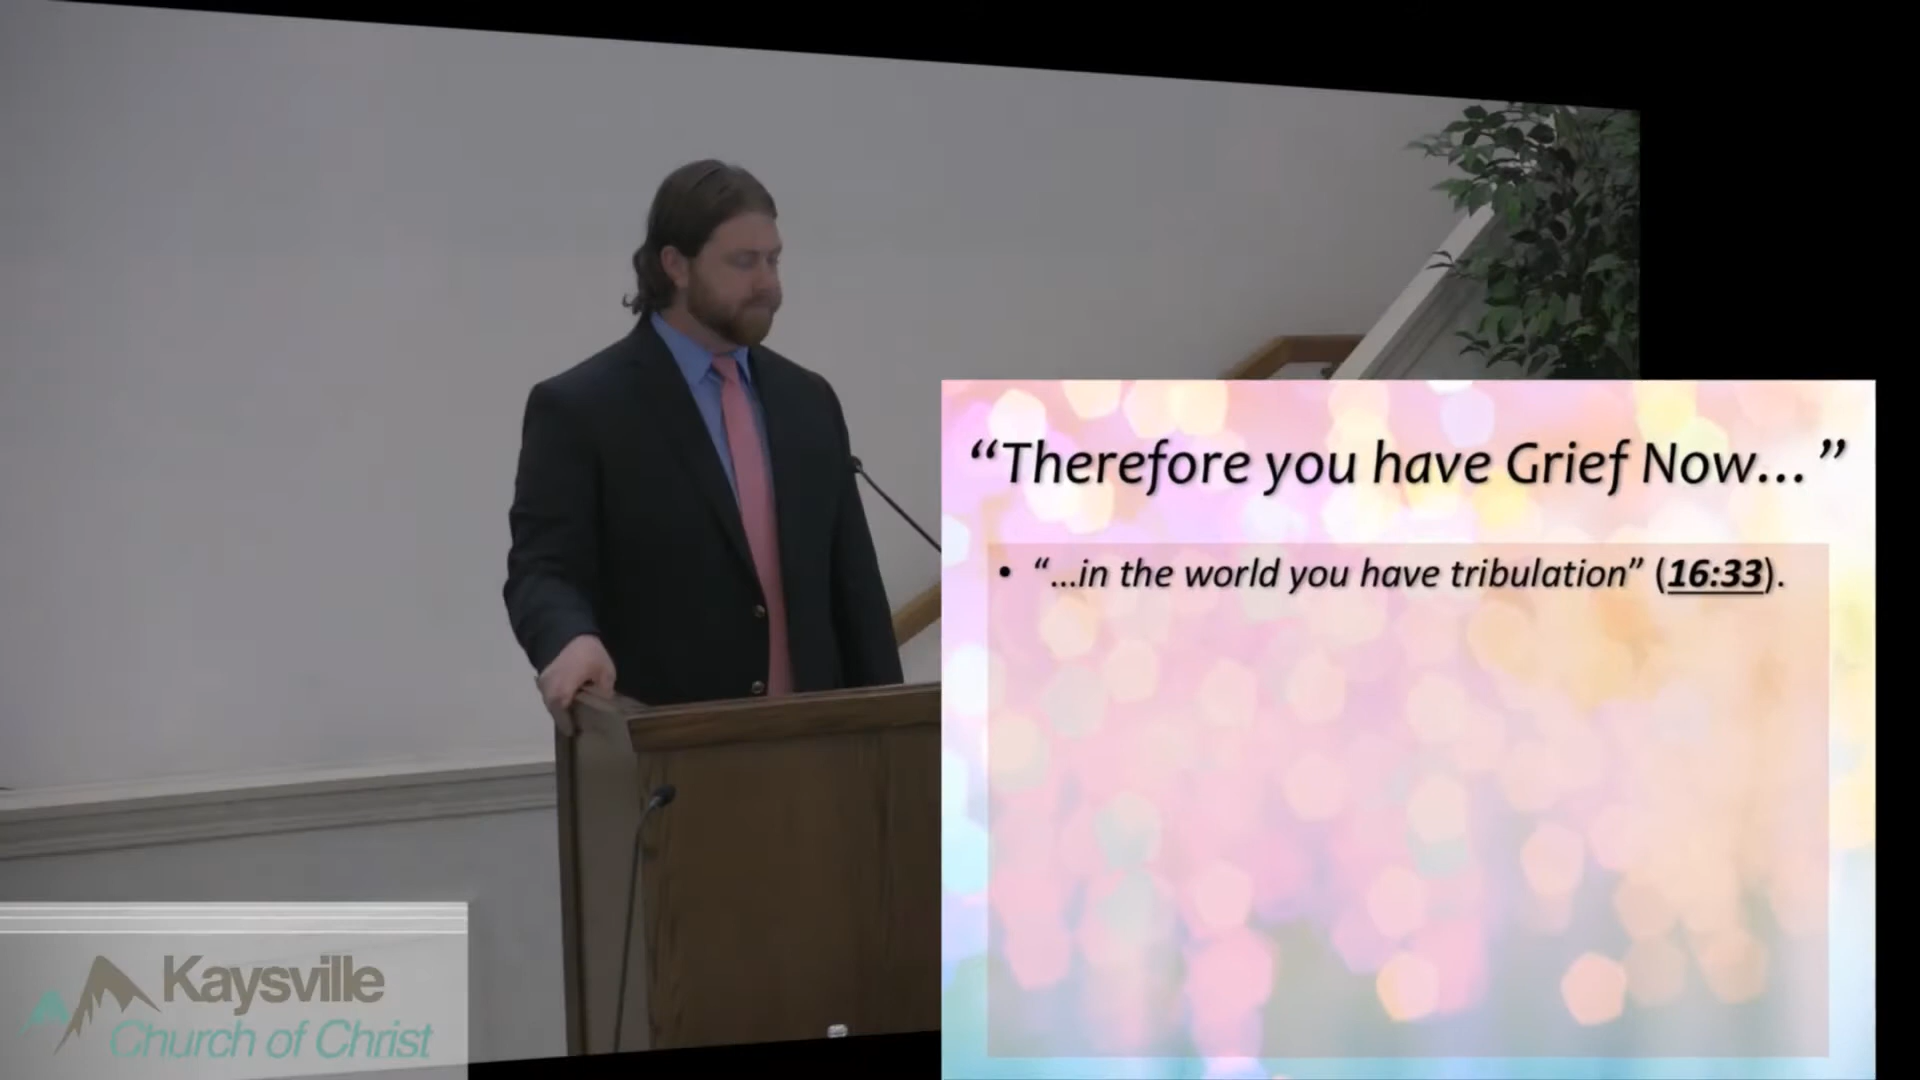 “Therefore you have Grief Now...”
• “...in the world you have tribulation” (16:33).
Kaysville
Church of Christ